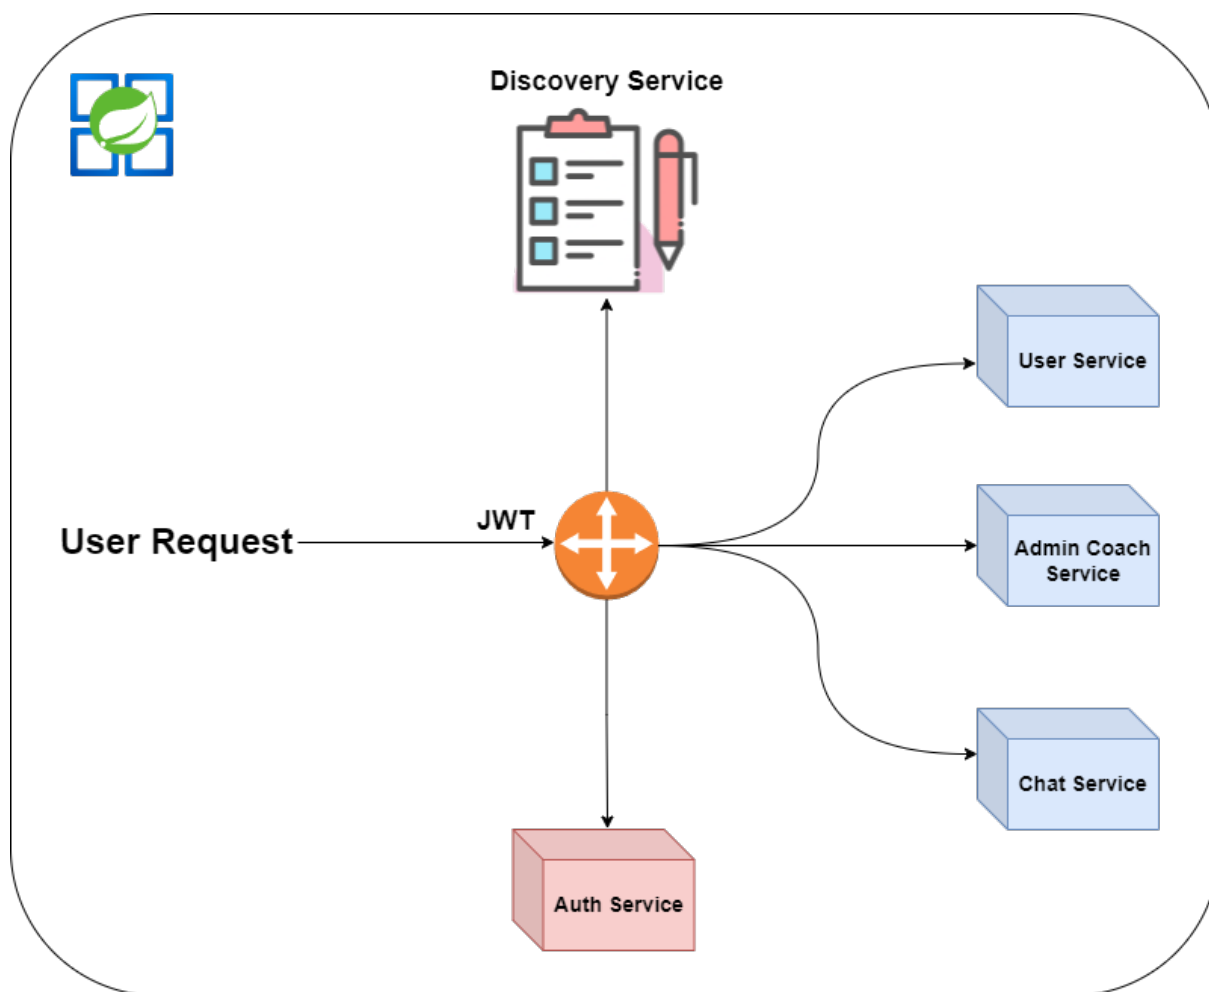 Discovery Service
User Service
JWT
User Request
Admin Coach
Service
Chat Service
Auth Service